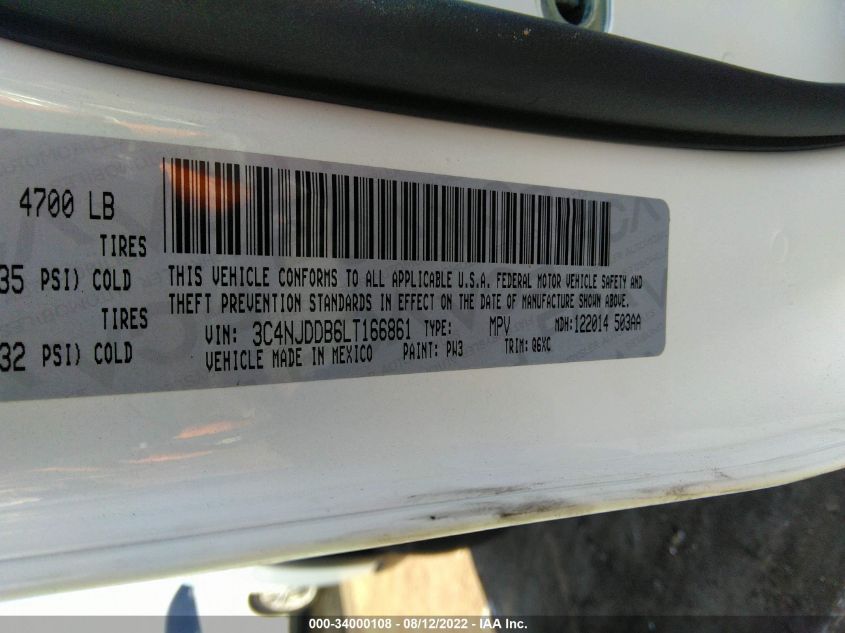 4700 LB
TIRES
35 PSI) COLD
TIRES
32 PSI) COLD
THIS VEHICLE CONFORMS TO ALL APPLICABLE U.S.A. FEDERAL MOTOR VEHICLE SAFETY AND
THEFT PREVENTION STANDARDS IN EFFECT ON THE DATE OF MANUFACTURE SHOWN ABOVE.
VIN: 3C4NJDDB6LT166861 TYPE: MPV MDH:122014 503AA
VEHICLE MADE IN MEXICO PAINT: PW3 TRIM: Q6XC
000-34000108 - 08/12/2022 - IAA Inc.